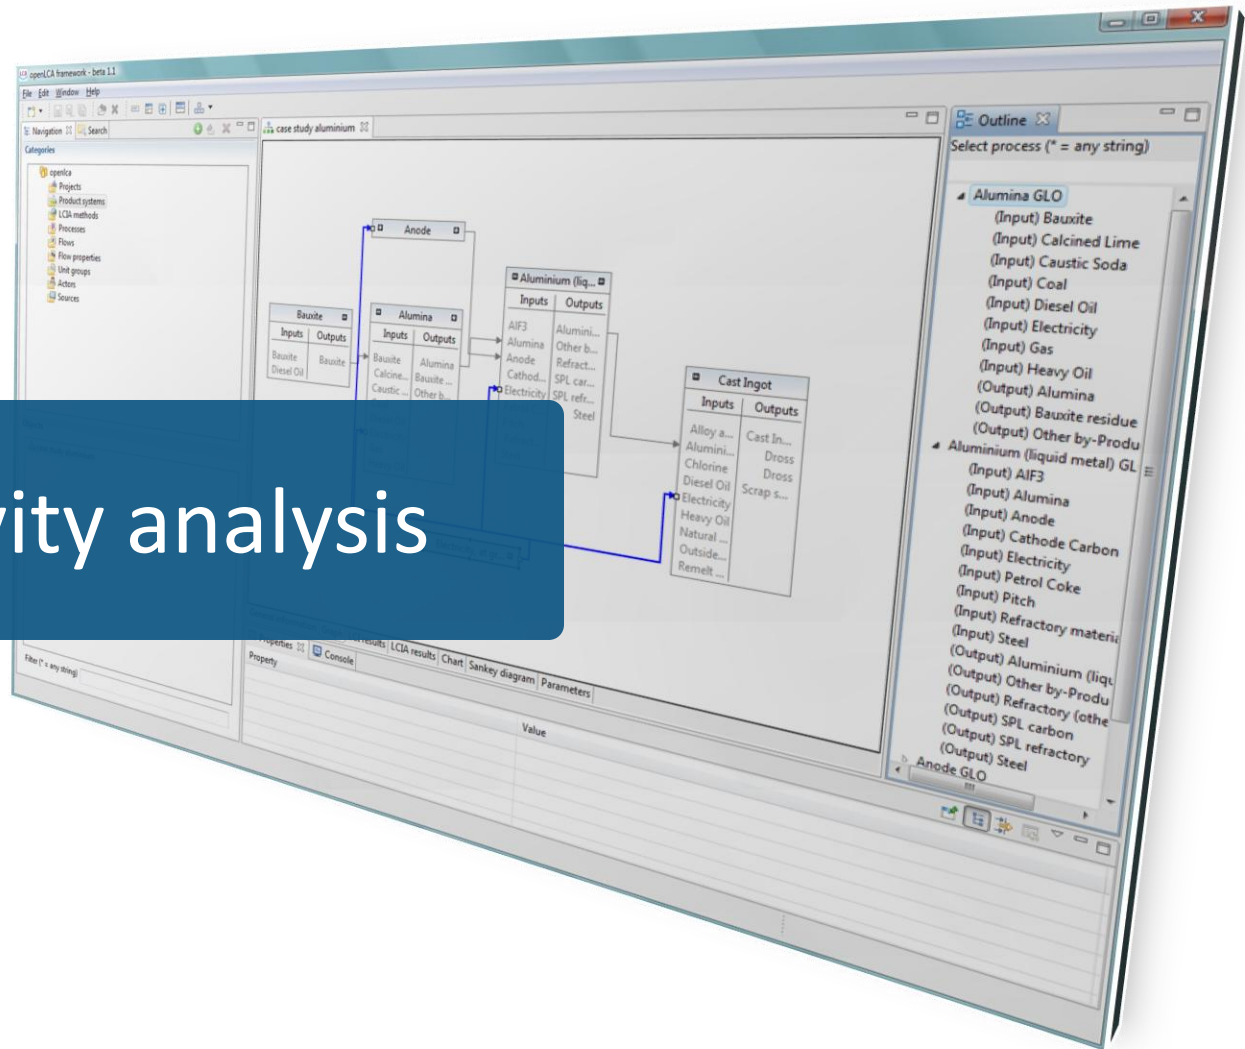 openLCA framework - beta 1.1
File Edit Window Help
Navigation Search
Categories
openlca
Projects
Product systems
LCIA methods
Processes
Flows
Flow properties
Unit groups
Actors
Sources
Filter (* = any string)
case study aluminium
Anode
Bauxite
Inputs Outputs
Bauxite Bauxite
Diesel Oil
Alumina
Inputs Outputs
Bauxite Alumina
Calcine... Bauxite ...
Caustic ... Other b...
Aluminium (liq...
Inputs Outputs
AlF3 Alumini...
Alumina Other b...
Anode Refract...
Cathod... SPL car...
Electricity SPL refr...
Steel
Cast Ingot
Inputs Outputs
Alloy a... Cast In...
Alumini... Dross
Chlorine Dross
Diesel Oil Scrap s...
Electricity
Heavy Oil
Natural ...
Outside...
Remelt ...
vity analysis
results LCIA results Chart Sankey diagram Parameters
Properties Console
Property Value
Outline
Select process (* = any string)
Alumina GLO
(Input) Bauxite
(Input) Calcined Lime
(Input) Caustic Soda
(Input) Coal
(Input) Diesel Oil
(Input) Electricity
(Input) Gas
(Input) Heavy Oil
(Output) Alumina
(Output) Bauxite residue
(Output) Other by-Produ
Aluminium (liquid metal) GL
(Input) AlF3
(Input) Alumina
(Input) Anode
(Input) Cathode Carbon
(Input) Electricity
(Input) Petrol Coke
(Input) Pitch
(Input) Refractory materia
(Input) Steel
(Output) Aluminium (liqu
(Output) Other by-Produ
(Output) Refractory (othe
(Output) SPL carbon
(Output) SPL refractory
(Output) Steel
Anode GLO